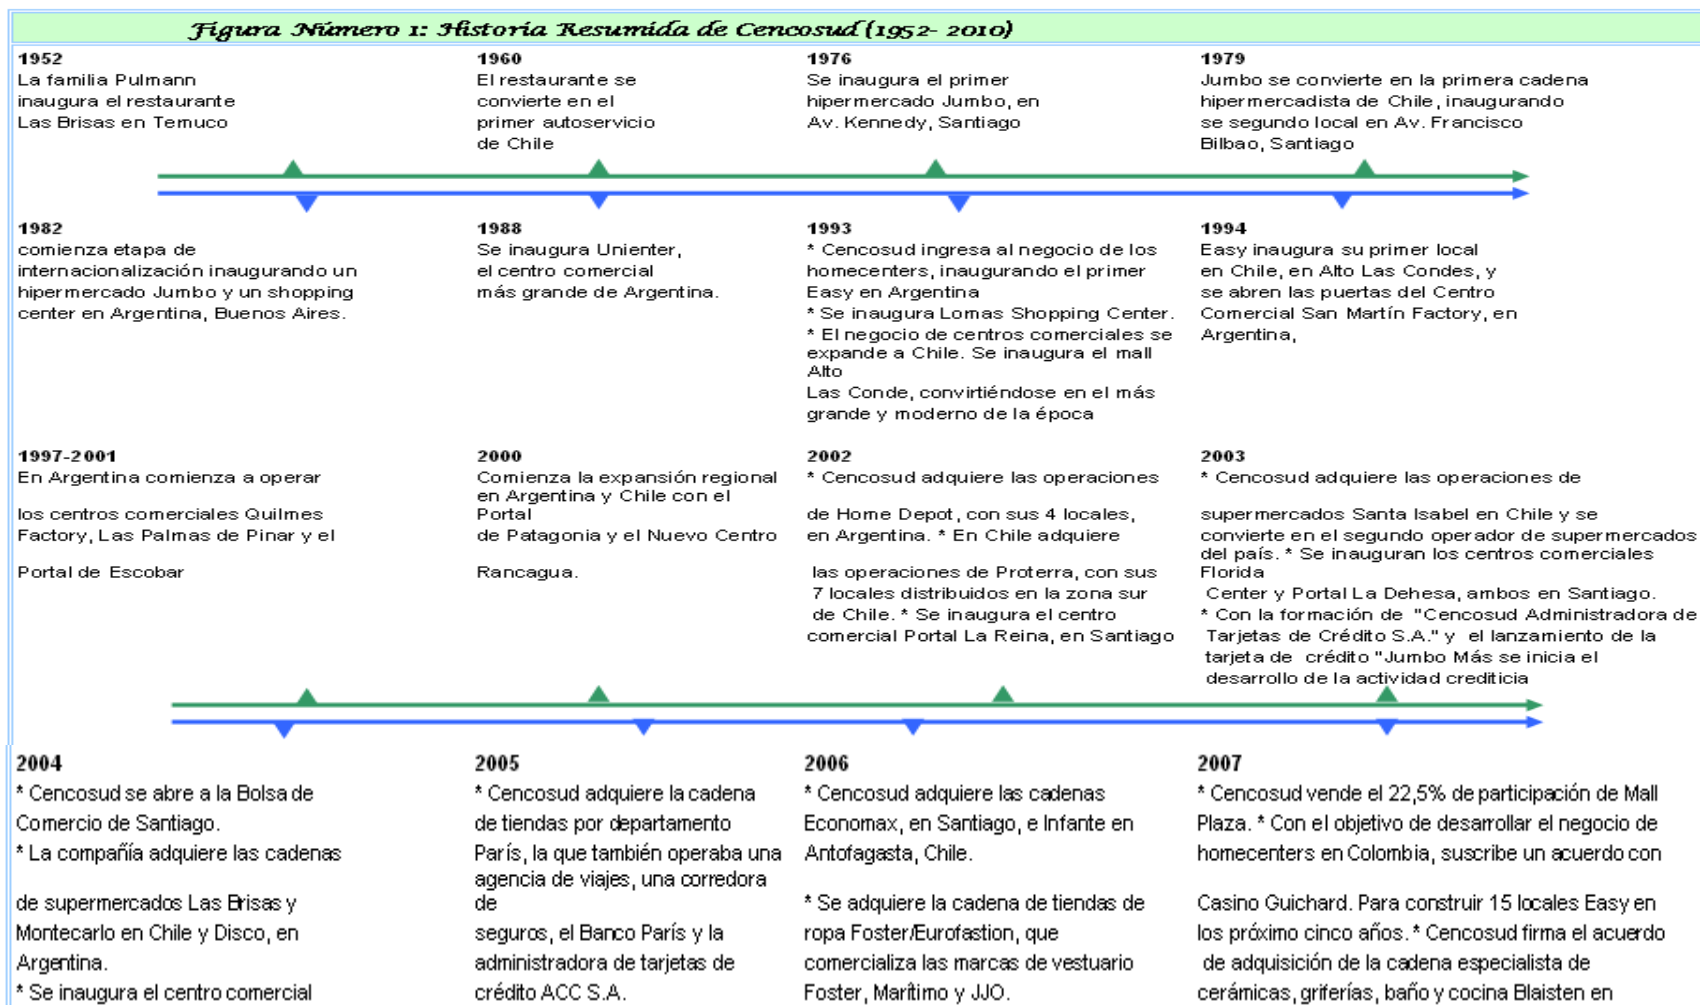 Figura Número 1: Historia Resumida de Cencosud (1952- 2010)
1952
La familia Pulmann
inaugura el restaurante
Las Brisas en Temuco
1960
El restaurante se
convierte en el
primer autoservicio
de Chile
1976
Se inaugura el primer
hipermercado Jumbo, en
Av. Kennedy, Santiago
1979
Jumbo se convierte en la primera cadena
hipermercadista de Chile, inaugurando
se segundo local en Av. Francisco
Bilbao, Santiago
1982
comienza etapa de
internacionalización inaugurando un
hipermercado Jumbo y un shopping
center en Argentina, Buenos Aires.
1988
Se inaugura Unienter,
el centro comercial
más grande de Argentina.
1993
* Cencosud ingresa al negocio de los
homecenters, inaugurando el primer
Easy en Argentina
* Se inaugura Lomas Shopping Center.
* El negocio de centros comerciales se
expande a Chile. Se inaugura el mall
Alto
Las Conde, convirtiéndose en el más
grande y moderno de la época
1994
Easy inaugura su primer local
en Chile, en Alto Las Condes, y
se abren las puertas del Centro
Comercial San Martín Factory, en
Argentina,
1997-2001
En Argentina comienza a operar
los centros comerciales Quilmes
Factory, Las Palmas de Pinar y el
Portal de Escobar
2000
Comienza la expansión regional
en Argentina y Chile con el
Portal
de Patagonia y el Nuevo Centro
Rancagua.
2002
* Cencosud adquiere las operaciones
de Home Depot, con sus 4 locales,
en Argentina. * En Chile adquiere
las operaciones de Proterra, con sus
7 locales distribuidos en la zona sur
de Chile. * Se inaugura el centro
comercial Portal La Reina, en Santiago
2003
* Cencosud adquiere las operaciones de
supermercados Santa Isabel en Chile y se
convierte en el segundo operador de supermercados
del país. * Se inauguran los centros comerciales
Florida
Center y Portal La Dehesa, ambos en Santiago.
* Con la formación de "Cencosud Administradora de
Tarjetas de Crédito S.A." y el lanzamiento de la
tarjeta de crédito "Jumbo Más se inicia el
desarrollo de la actividad crediticia
2004
* Cencosud se abre a la Bolsa de
Comercio de Santiago.
* La compañía adquiere las cadenas
de supermercados Las Brisas y
Montecarlo en Chile y Disco, en
Argentina.
* Se inaugura el centro comercial
2005
* Cencosud adquiere la cadena
de tiendas por departamento
París, la que también operaba una
agencia de viajes, una corredora
de
seguros, el Banco París y la
administradora de tarjetas de
crédito ACC S.A.
2006
* Cencosud adquiere las cadenas
Economax, en Santiago, e Infante en
Antofagasta, Chile.
* Se adquiere la cadena de tiendas de
ropa Foster/Eurofastion, que
comercializa las marcas de vestuario
Foster, Marítimo y JJO.
2007
* Cencosud vende el 22,5% de participación de Mall
Plaza. * Con el objetivo de desarrollar el negocio de
homecenters en Colombia, suscribe un acuerdo con
Casino Guichard. Para construir 15 locales Easy en
los próximo cinco años. * Cencosud firma el acuerdo
de adquisición de la cadena especialista de
cerámicas, griferías, baño y cocina Blaisten en